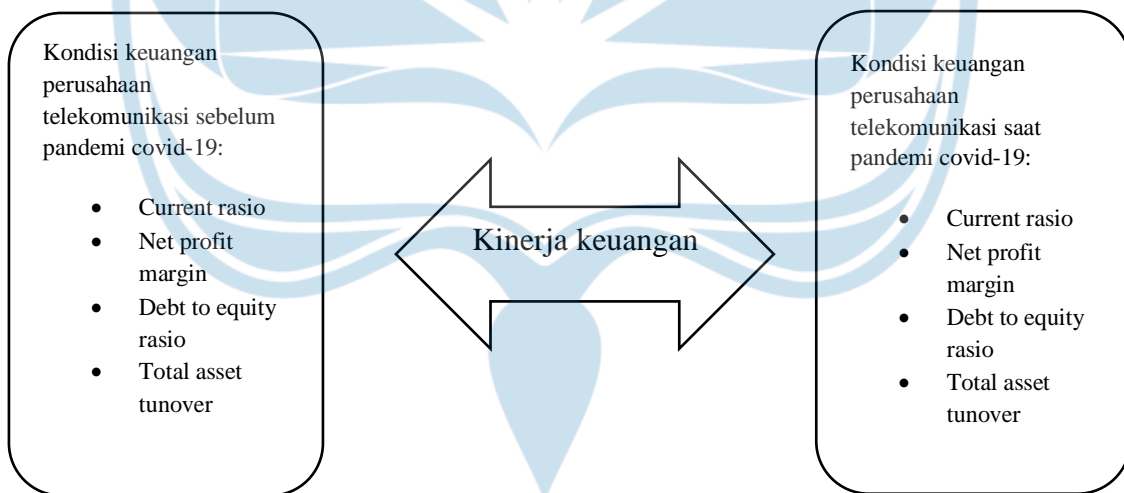 Kondisi keuangan
perusahaan
telekomunikasi sebelum
pandemi covid-19:
• Current rasio
• Net profit
margin
• Debt to equity
rasio
• Total asset
tunover
Kinerja keuangan
Kondisi keuangan
perusahaan
telekomunikasi saat
pandemi covid-19:
• Current rasio
• Net profit
margin
• Debt to equity
rasio
• Total asset
tunover